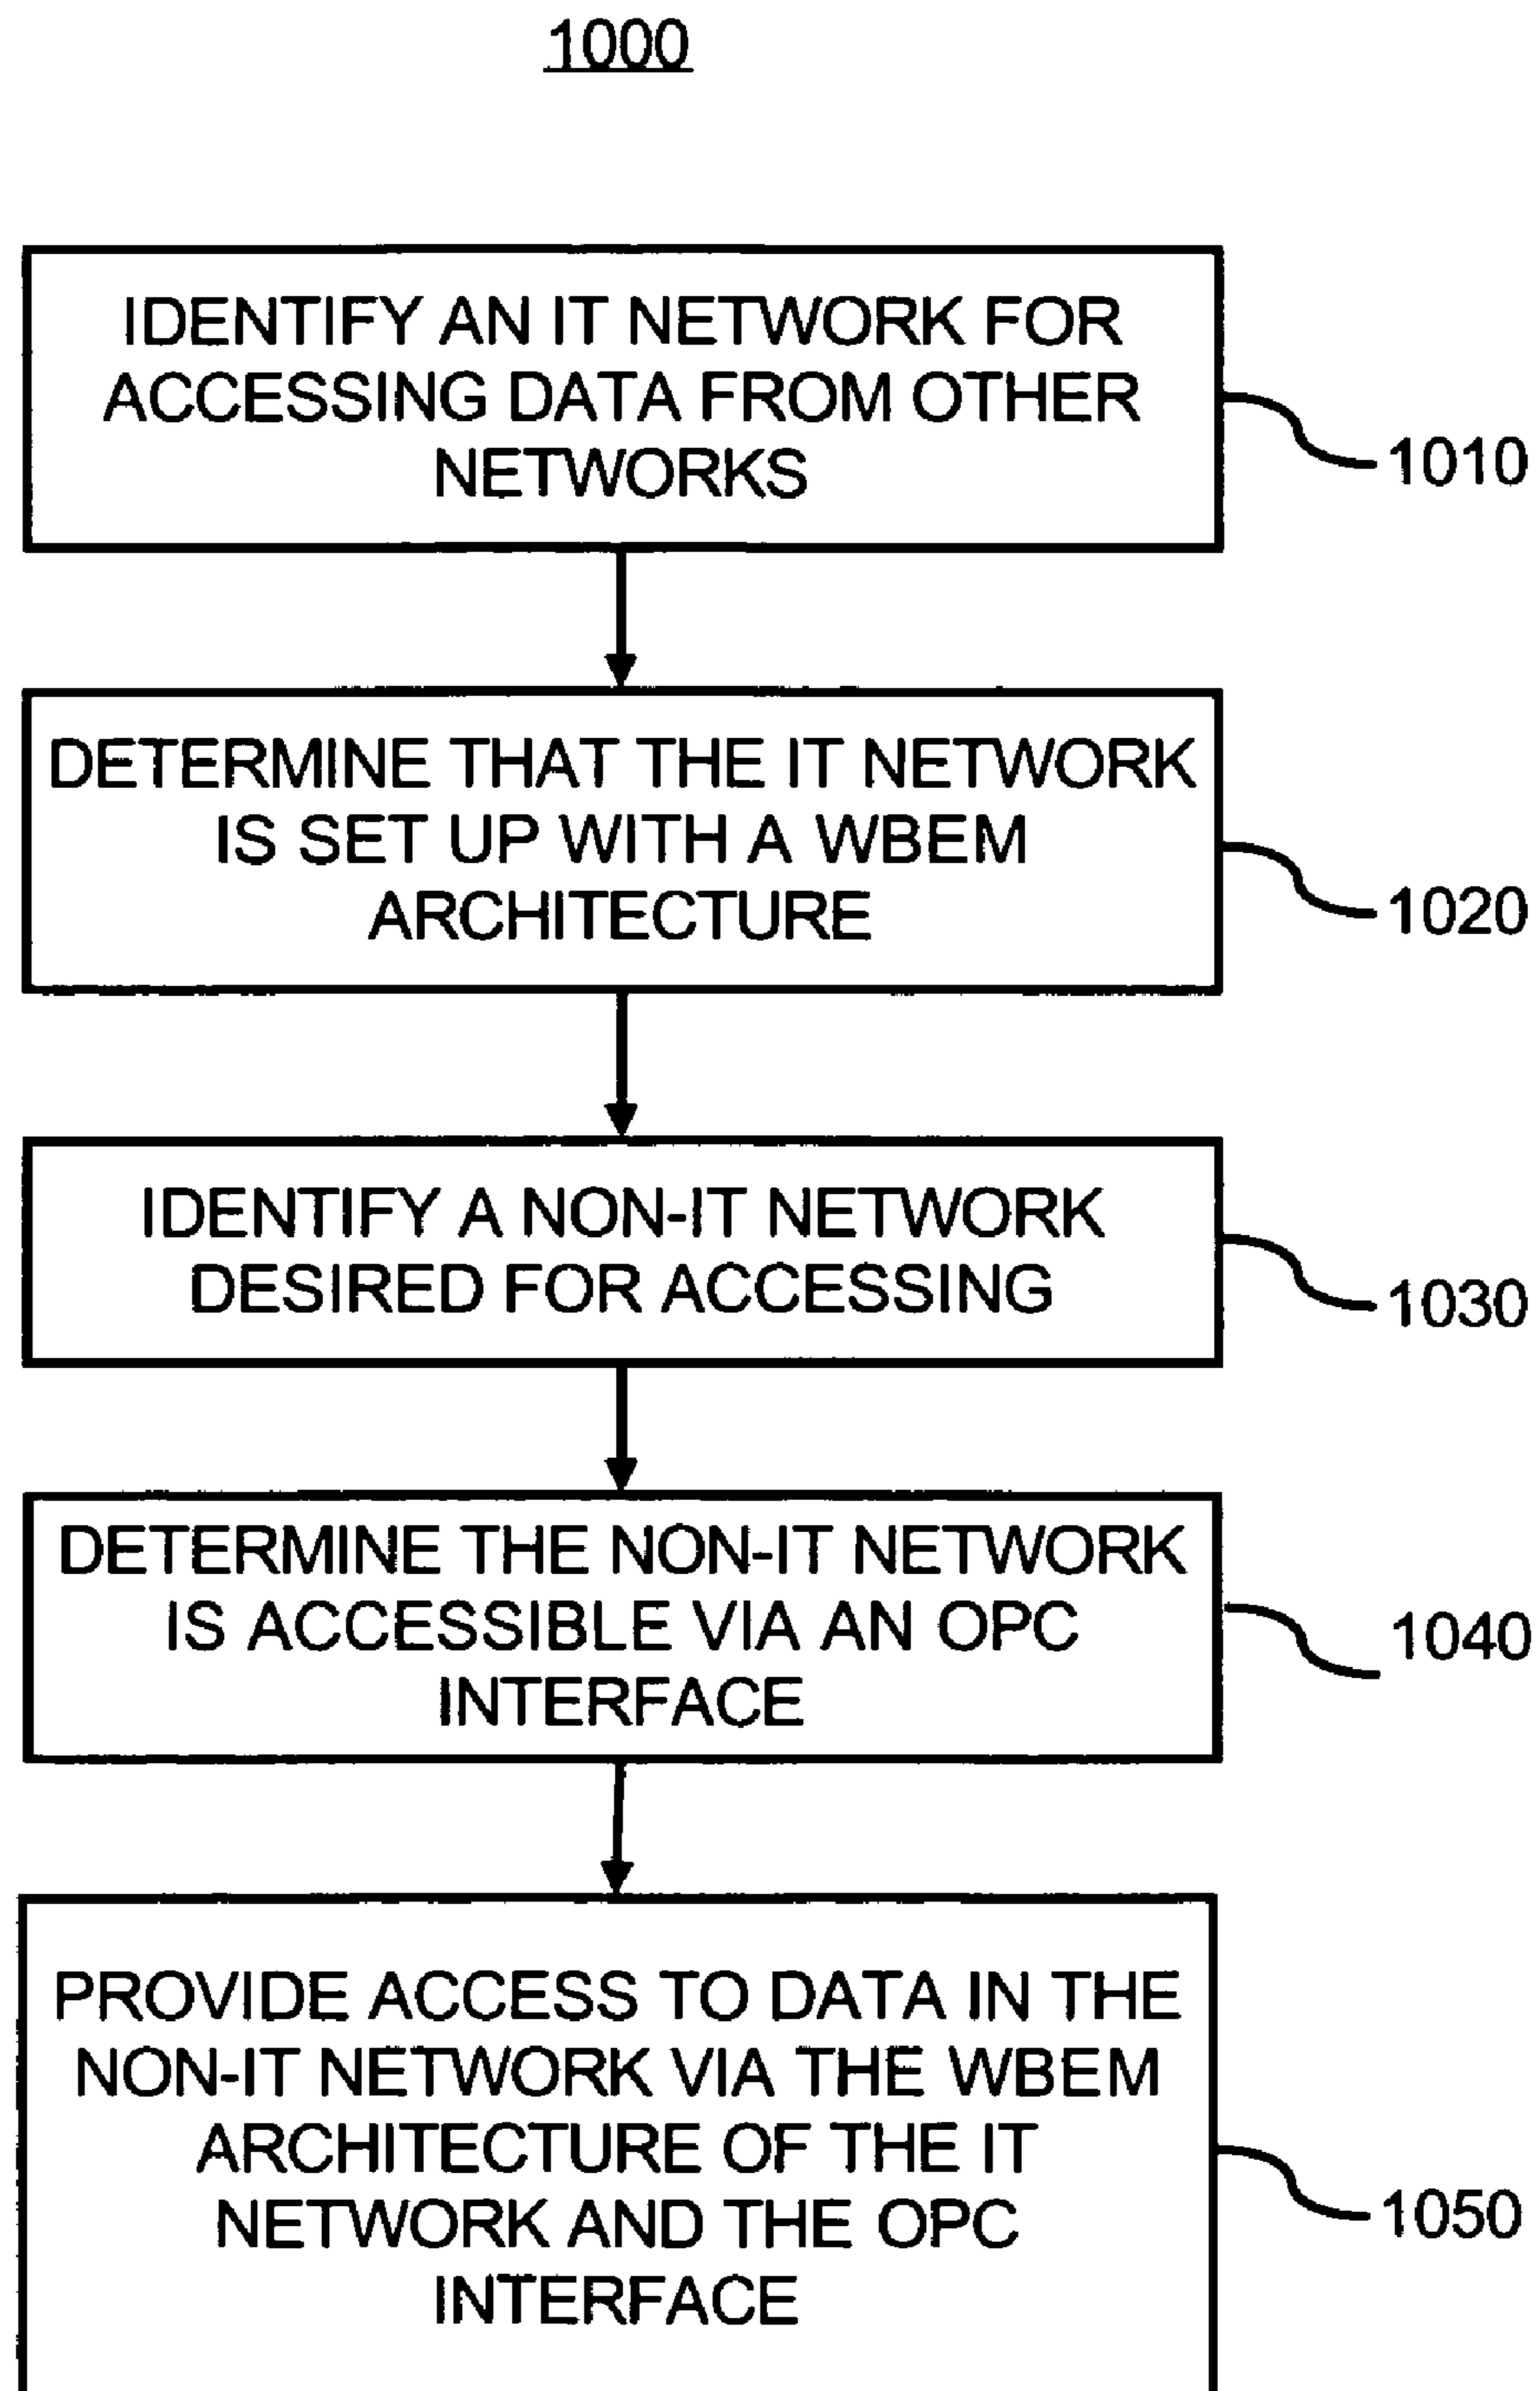 1000
IDENTIFY AN IT NETWORK FOR
ACCESSING DATA FROM OTHER
NETWORKS
1010
DETERMINE THAT THE IT NETWORK
IS SET UP WITH A WBEM
ARCHITECTURE
1020
IDENTIFY A NON-IT NETWORK
DESIRED FOR ACCESSING
1030
DETERMINE THE NON-IT NETWORK
IS ACCESSIBLE VIA AN OPC
INTERFACE
1040
PROVIDE ACCESS TO DATA IN THE
NON-IT NETWORK VIA THE WBEM
ARCHITECTURE OF THE IT
NETWORK AND THE OPC
INTERFACE
1050